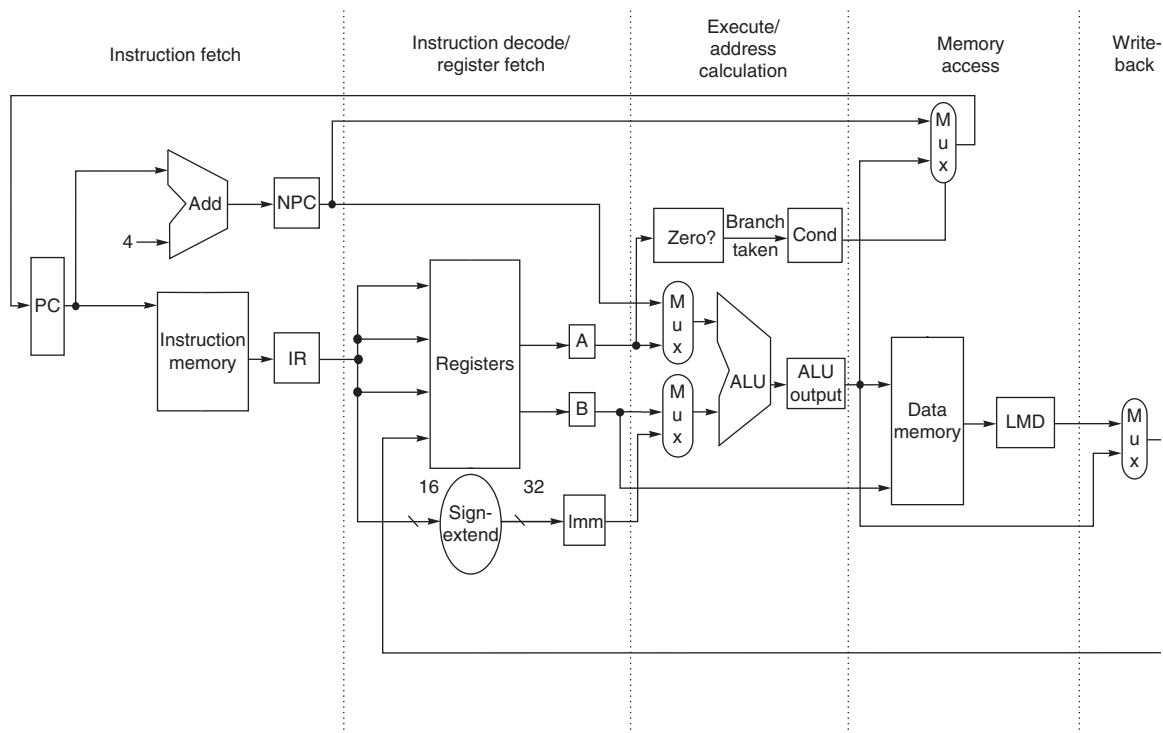 Instruction fetch
Instruction decode/
register fetch
Execute/
address
calculation
Memory
access
Write-
back
M
u
x
Add
NPC
4
Zero?
Branch
taken
Cond
PC
Instruction
memory
IR
Registers
A
B
M
u
x
M
u
x
ALU
ALU
output
Data
memory
LMD
M
u
x
16
Sign-
extend
32
Imm